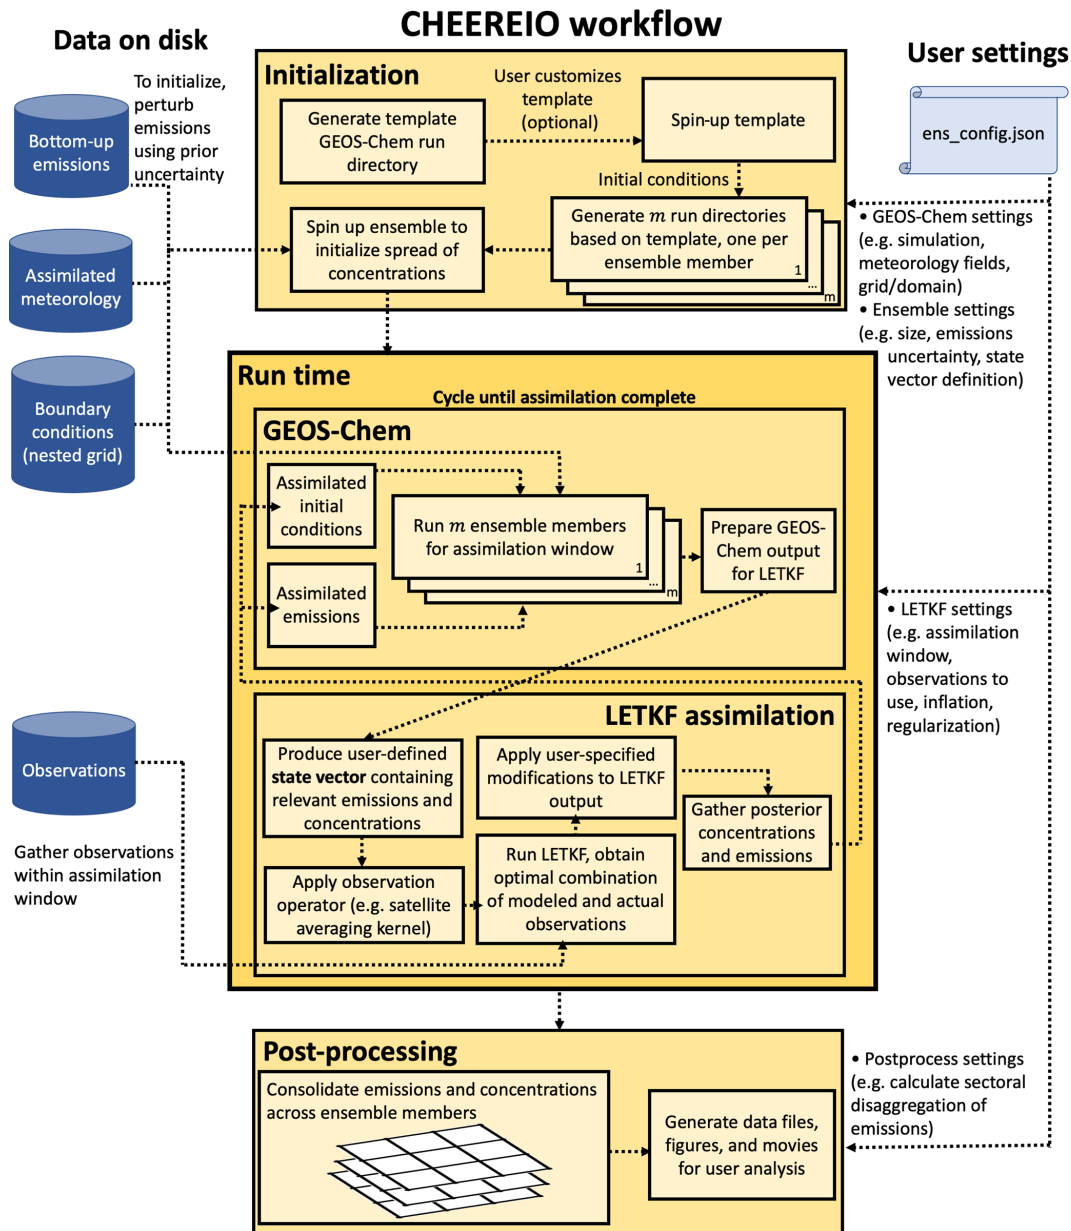 CHEEREIO workflow
Data on disk
User settings
To initialize,
perturb
emissions
using prior
uncertainty
Bottom-up
emissions
Assimilated
meteorology
Boundary
conditions
(nested grid)
Observations
Gather observations
within assimilation
window
Initialization
Generate template
GEOS-Chem run
directory
User customizes
template
(optional)
Spin-up template
Initial conditions
Generate m run directories
based on template, one per
ensemble member
1
...
m
Spin up ensemble to
initialize spread of
concentrations
ens_config.json
• GEOS-Chem settings
(e.g. simulation,
meteorology fields,
grid/domain)
• Ensemble settings
(e.g. size, emissions
uncertainty, state
vector definition)
Run time
Cycle until assimilation complete
GEOS-Chem
Assimilated
initial
conditions
Assimilated
emissions
Run m ensemble members
for assimilation window
1
...
m
Prepare GEOS-
Chem output
for LETKF
• LETKF settings
(e.g. assimilation
window,
observations to
use, inflation,
regularization)
LETKF assimilation
Produce user-defined
state vector containing
relevant emissions and
concentrations
Apply observation
operator (e.g. satellite
averaging kernel)
Apply user-specified
modifications to LETKF
output
Run LETKF, obtain
optimal combination
of modeled and actual
observations
Gather posterior
concentrations
and emissions
Post-processing
Consolidate emissions and concentrations
across ensemble members
Generate data files,
figures, and movies
for user analysis
• Postprocess settings
(e.g. calculate sectoral
disaggregation of
emissions)